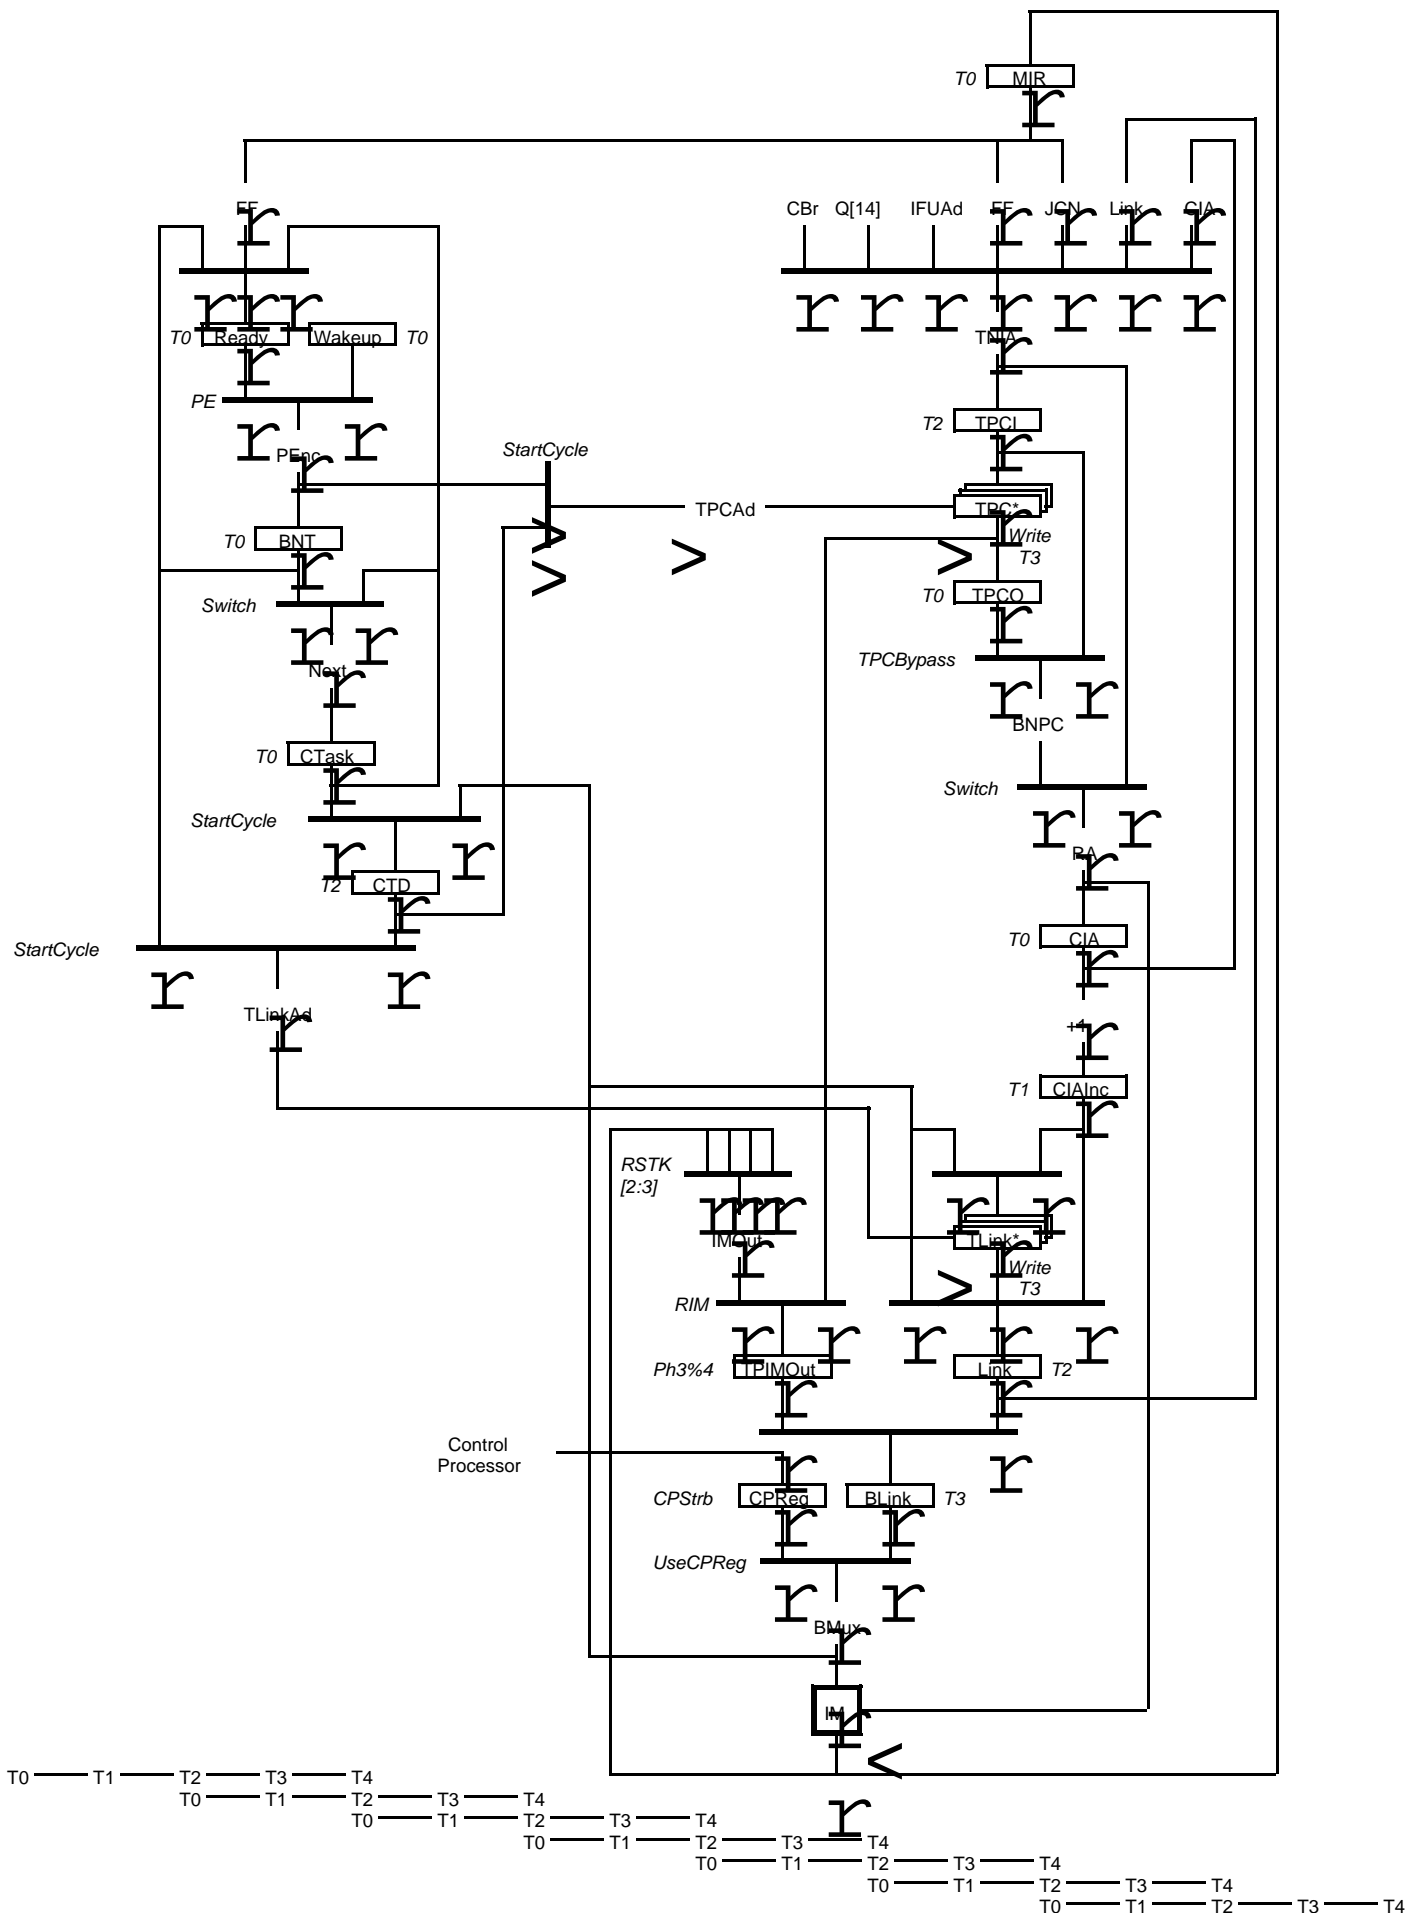 T0 MIR
FF CBr Q[14] IFUAd FF JCN Link CIA
T0 Ready Wakeup T0
TNIA
PE
T2 TPCI
StartCycle
PEnc
TPCAd TPC*
Write
T3
T0 BNT
T0 TPCO
Switch
TPCBypass
Next
BNPC
T0 CTask
Switch
StartCycle
BA
T2 CTD
T0 CIA
StartCycle
TLinkAd
+1
T1 CIAInc
RSTK
[2:3]
IMOut TLink*
Write
T3
RIM
Ph3%4 TPIMOut Link T2
Control
Processor
CPStrb CPReg BLink T3
UseCPReg
BMux
IM
T0 T1 T2 T3 T4
T0 T1 T2 T3 T4
T0 T1 T2 T3 T4
T0 T1 T2 T3 T4
T0 T1 T2 T3 T4
T0 T1 T2 T3 T4
T0 T1 T2 T3 T4